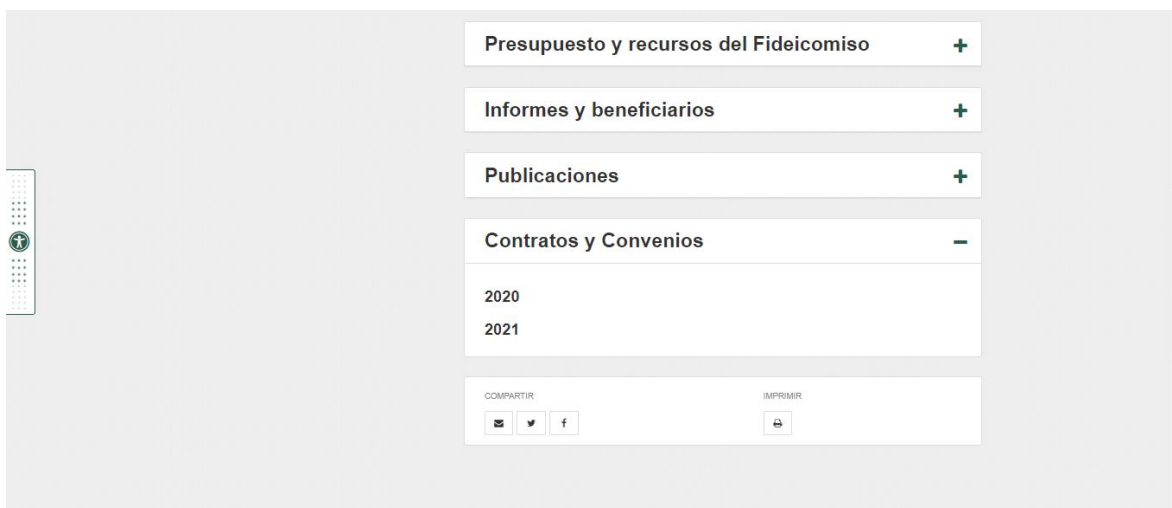 Presupuesto y recursos del Fideicomiso
Informes y beneficiarios
Publicaciones
Contratos y Convenios
2020
2021
COMPARTIR
IMPRIMIR